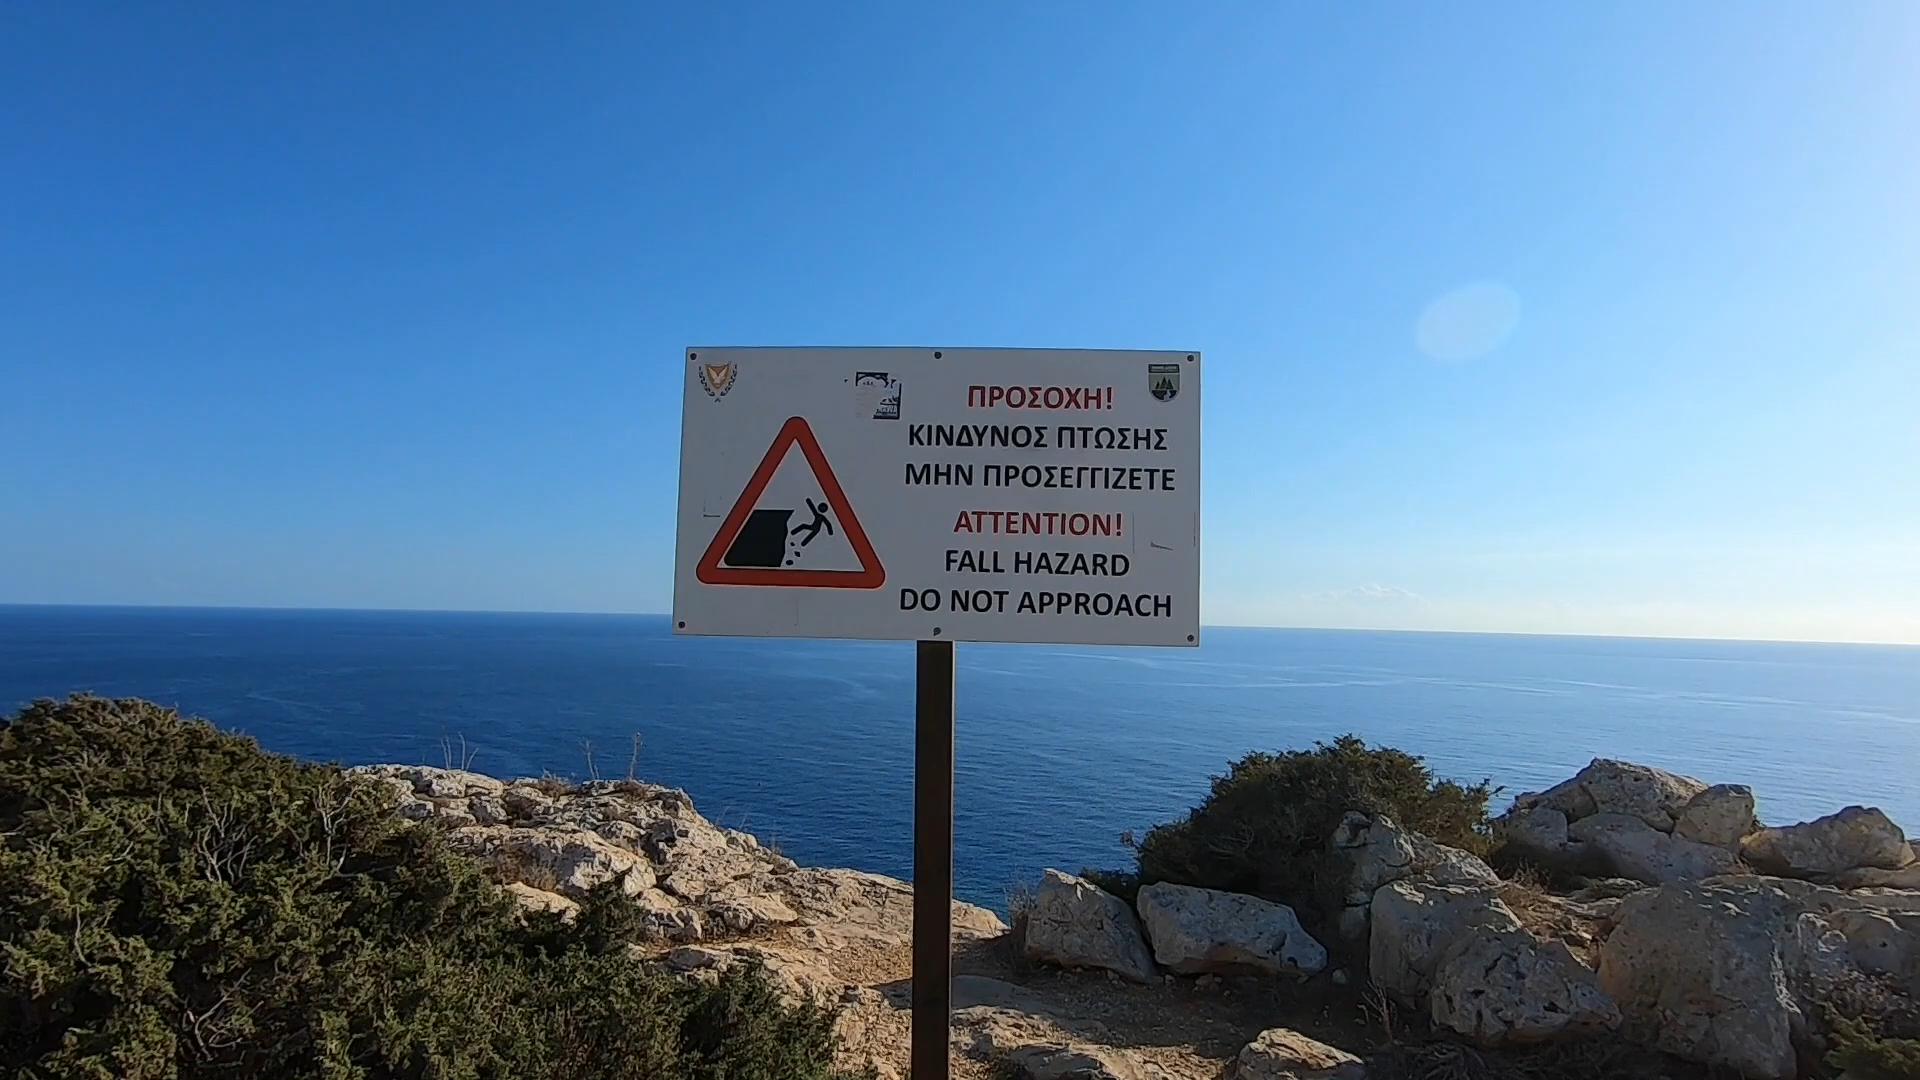 ΠΡΟΣΟΧΗ!
ΚΙΝΔΥΝΟΣ ΠΤΩΣΗΣ
ΜΗΝ ΠΡΟΣΕΓΓΙΖΕΤΕ
ATTENTION!
FALL HAZARD
DO NOT APPROACH